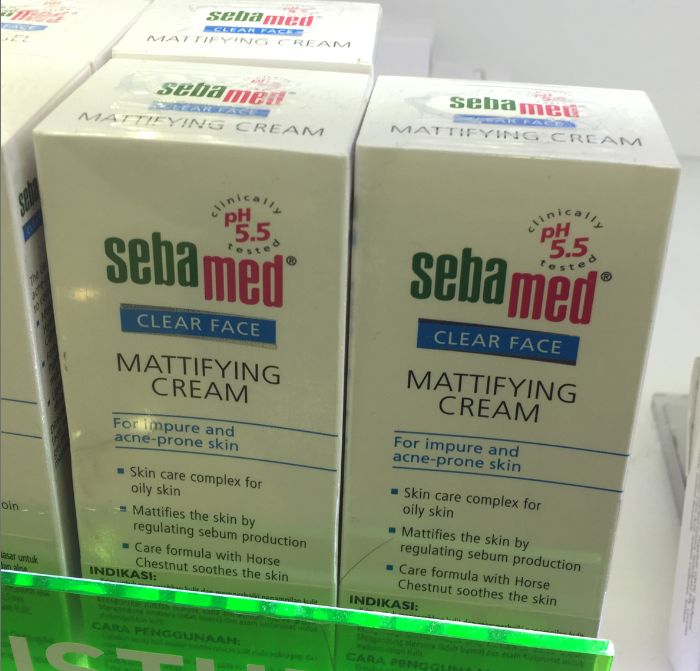 GEL
sebamed
CLEAR FACE
MATTIFYING CREAM
sebamed
CLEAR FACE
MATTIFYING CREAM
sebamed
CLEAR FACE
MATTIFYING CREAM
clinically
pH
5.5
tested
sebamed®
CLEAR FACE
MATTIFYING
CREAM
For impure and
acne-prone skin
Skin care complex for
oily skin
Mattifies the skin by
regulating sebum production
Care formula with Horse
Chestnut soothes the skin
INDIKASI:
CARA PENGGUNAAN:
clinically
pH
5.5
tested
sebamed®
CLEAR FACE
MATTIFYING
CREAM
For impure and
acne-prone skin
Skin care complex for
oily skin
Mattifies the skin by
regulating sebum production
Care formula with Horse
Chestnut soothes the skin
INDIKASI:
CARA PENGGUNAAN: